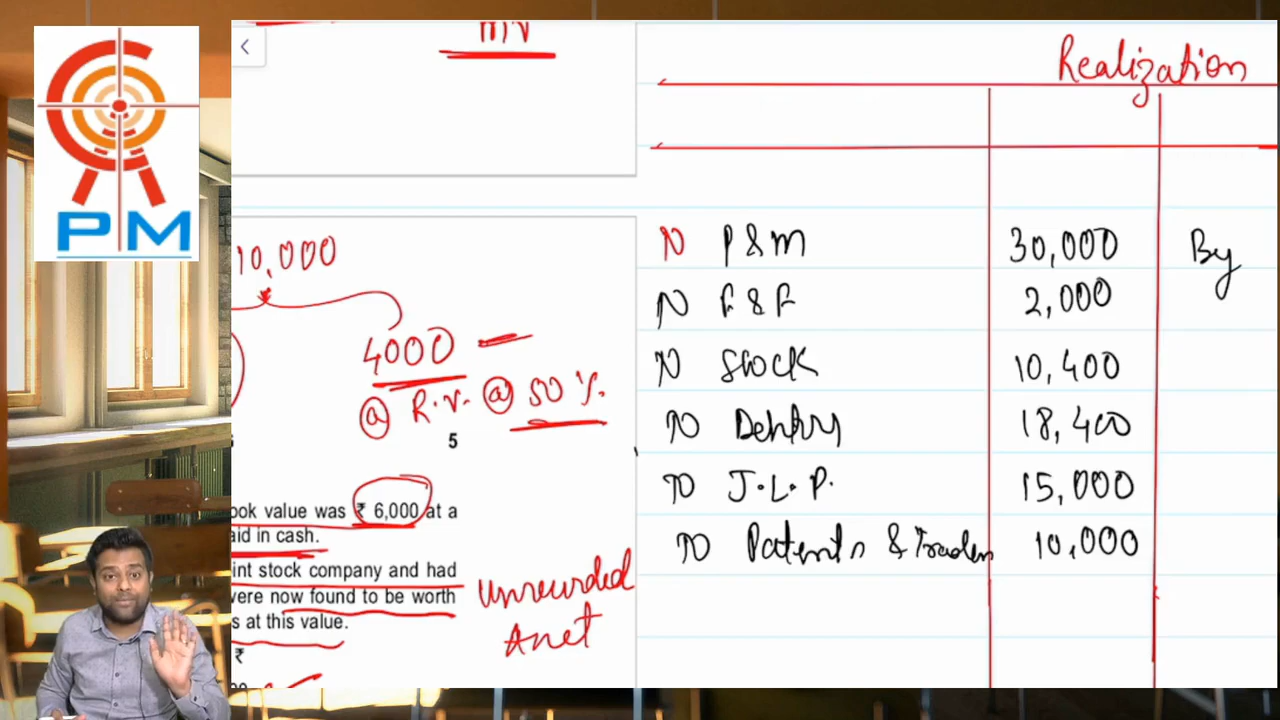 PM
10,000
4000
@ R.V. @ 50 %.
5
ook value was ₹ 6,000 at a
aid in cash.
int stock company and had
were now found to be worth
s at this value.
₹
Unrecorded
Asset
Realization
To P & M 30,000 By
To F & F 2,000
To Stock 10,400
To Debtors 18,400
To J.L.P. 15,000
To Patents & Tradem 10,000